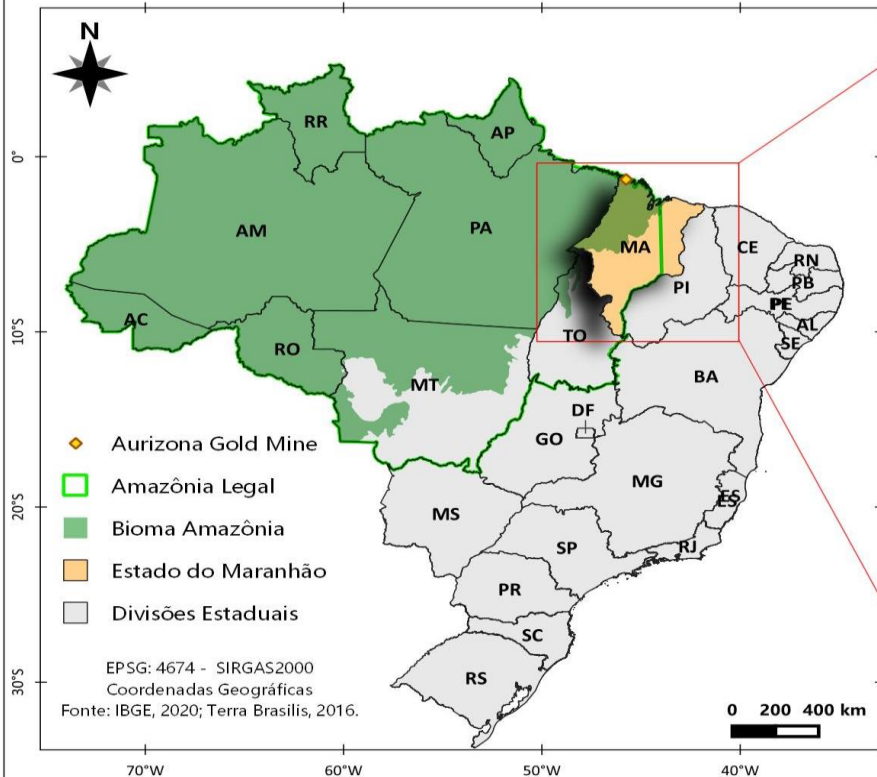 N
RR
AP
0°
AM
PA
MA
CE
RN
PB
PI
PE
AC
AL
10°S
TO
SE
RO
MT
BA
DF
GO
Aurizona Gold Mine
Amazônia Legal
MG
ES
ES
20°S
MS
Bioma Amazônia
SP
RJ
Estado do Maranhão
PR
Divisões Estaduais
SC
EPSG: 4674 - SIRGAS2000
Coordenadas Geográficas
Fonte: IBGE, 2020; Terra Brasilis, 2016.
RS
30°S
0 200 400 km
70°W 60°W 50°W 40°W